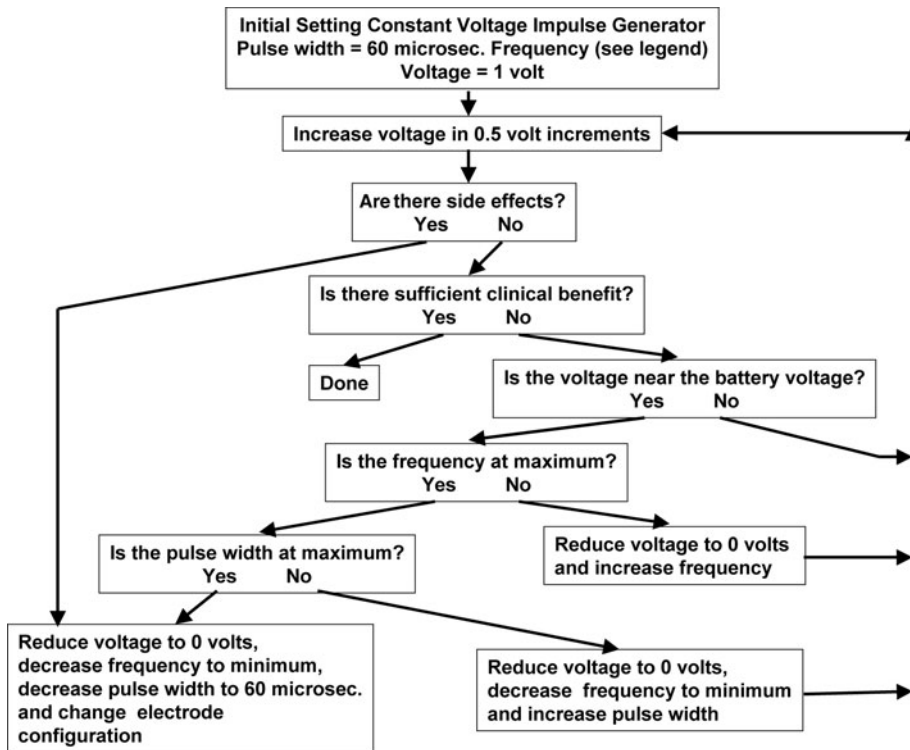 Initial Setting Constant Voltage Impulse Generator
Pulse width = 60 microsec. Frequency (see legend)
Voltage = 1 volt
Increase voltage in 0.5 volt increments
Are there side effects?
Yes No
Is there sufficient clinical benefit?
Yes No
Done
Is the voltage near the battery voltage?
Yes No
Is the frequency at maximum?
Yes No
Reduce voltage to 0 volts
and increase frequency
Is the pulse width at maximum?
Yes No
Reduce voltage to 0 volts,
decrease frequency to minimum,
decrease pulse width to 60 microsec.
and change electrode
configuration
Reduce voltage to 0 volts,
decrease frequency to minimum
and increase pulse width